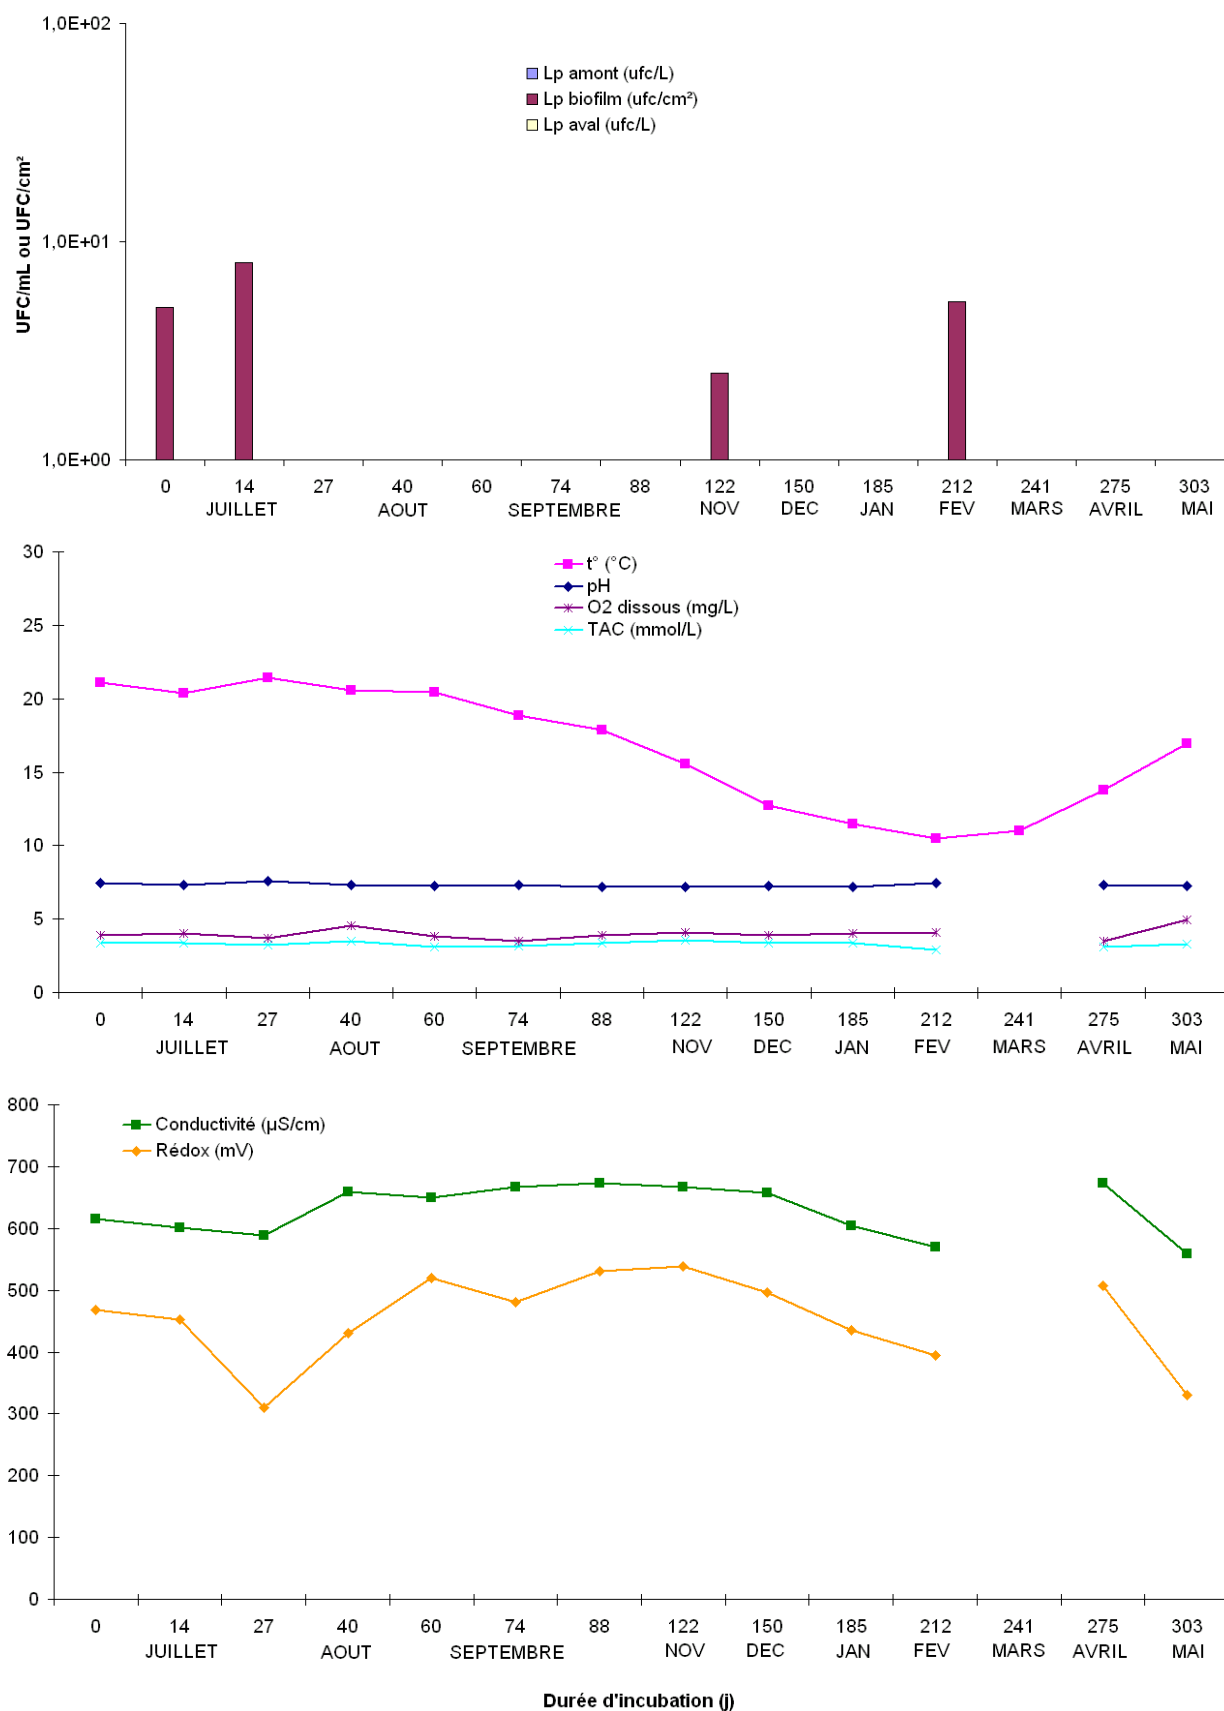 1,0E+02
Lp amont (ufc/L)
Lp biofilm (ufc/cm²)
Lp aval (ufc/L)
UFC/mL ou UFC/cm²
1,0E+01
1,0E+00
0 14 27 40 60 74 88 122 150 185 212 241 275 303
JUILLET AOUT SEPTEMBRE NOV DEC JAN FEV MARS AVRIL MAI
30
t° (°C)
pH
O2 dissous (mg/L)
TAC (mmol/L)
25
20
15
10
5
0
0 14 27 40 60 74 88 122 150 185 212 241 275 303
JUILLET AOUT SEPTEMBRE NOV DEC JAN FEV MARS AVRIL MAI
800
Conductivité (µS/cm)
Rédox (mV)
700
600
500
400
300
200
100
0
0 14 27 40 60 74 88 122 150 185 212 241 275 303
JUILLET AOUT SEPTEMBRE NOV DEC JAN FEV MARS AVRIL MAI
Durée d'incubation (j)